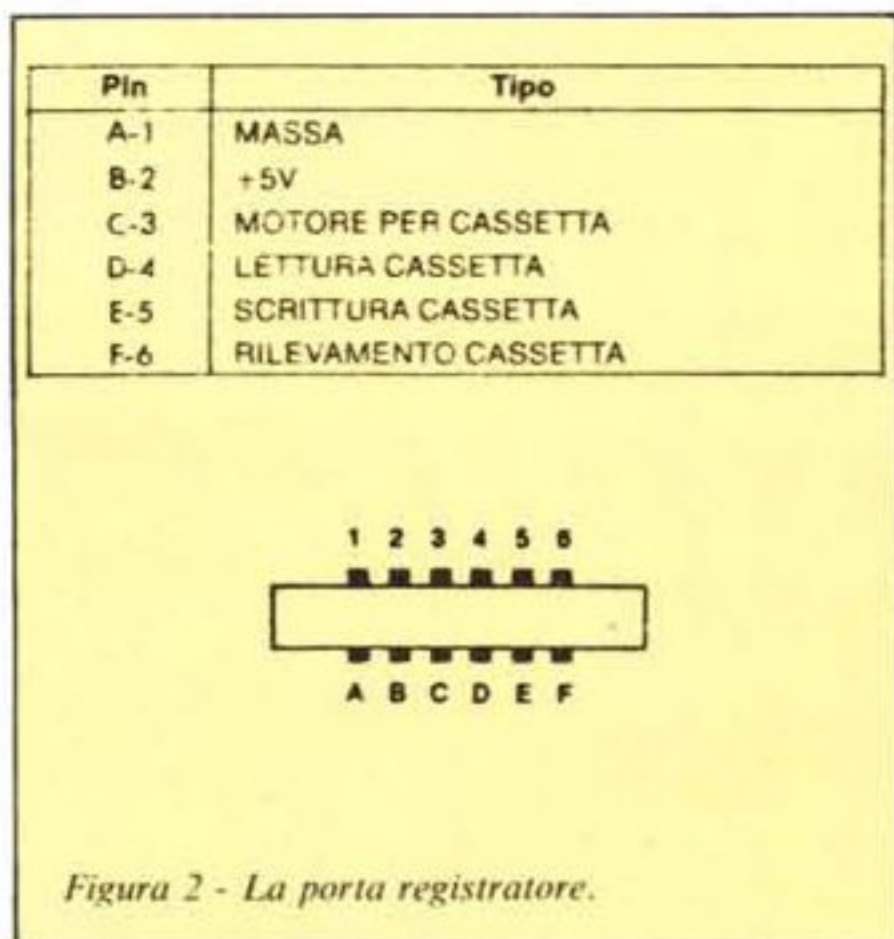 Pin Tipo
A-1 MASSA
B-2 +5V
C-3 MOTORE PER CASSETTA
D-4 LETTURA CASSETTA
E-5 SCRITTURA CASSETTA
F-6 RILEVAMENTO CASSETTA
1 2 3 4 5 6
A B C D E F
Figura 2 - La porta registratore.